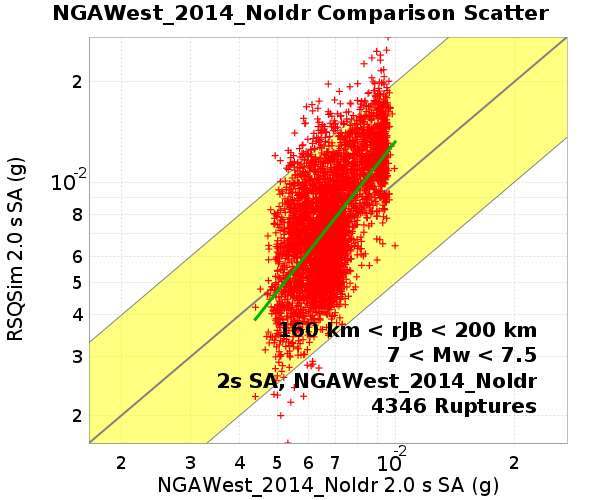 NGAWest_2014_NoIdr Comparison Scatter
RSQSim 2.0 s SA (g)
2
10-2
8
6
5
4
3
2
160 km < rJB < 200 km
7 < Mw < 7.5
2s SA, NGAWest_2014_NoIdr
4346 Ruptures
2 3 4 5 6 7 10-2 2
NGAWest_2014_NoIdr 2.0 s SA (g)